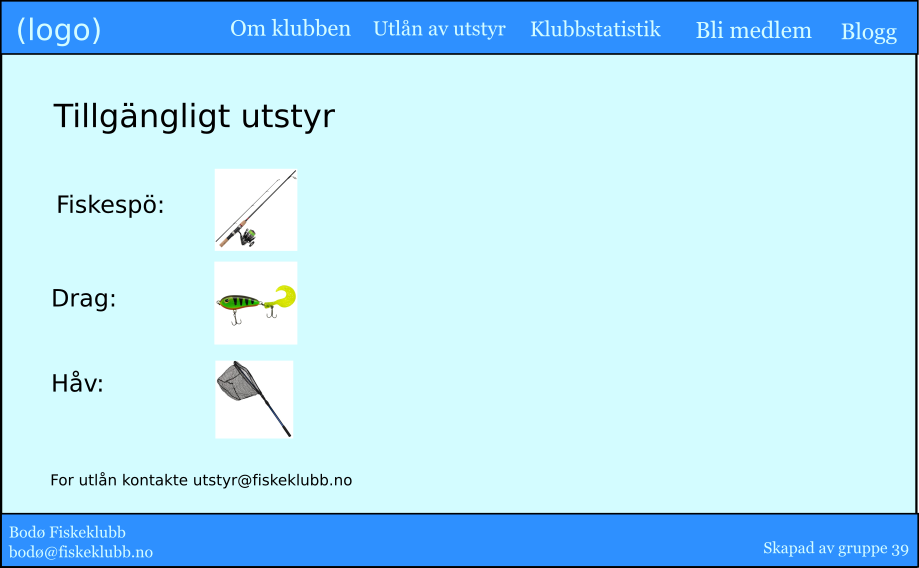 (logo)
Om klubben
Utlån av utstyr
Klubbstatistik
Bli medlem
Blogg
Tillgängligt utstyr
Fiskespö:
Drag:
Håv:
For utlån kontakte utstyr@fiskeklubb.no
Bodø Fiskeklubb
bodø@fiskeklubb.no
Skapad av gruppe 39